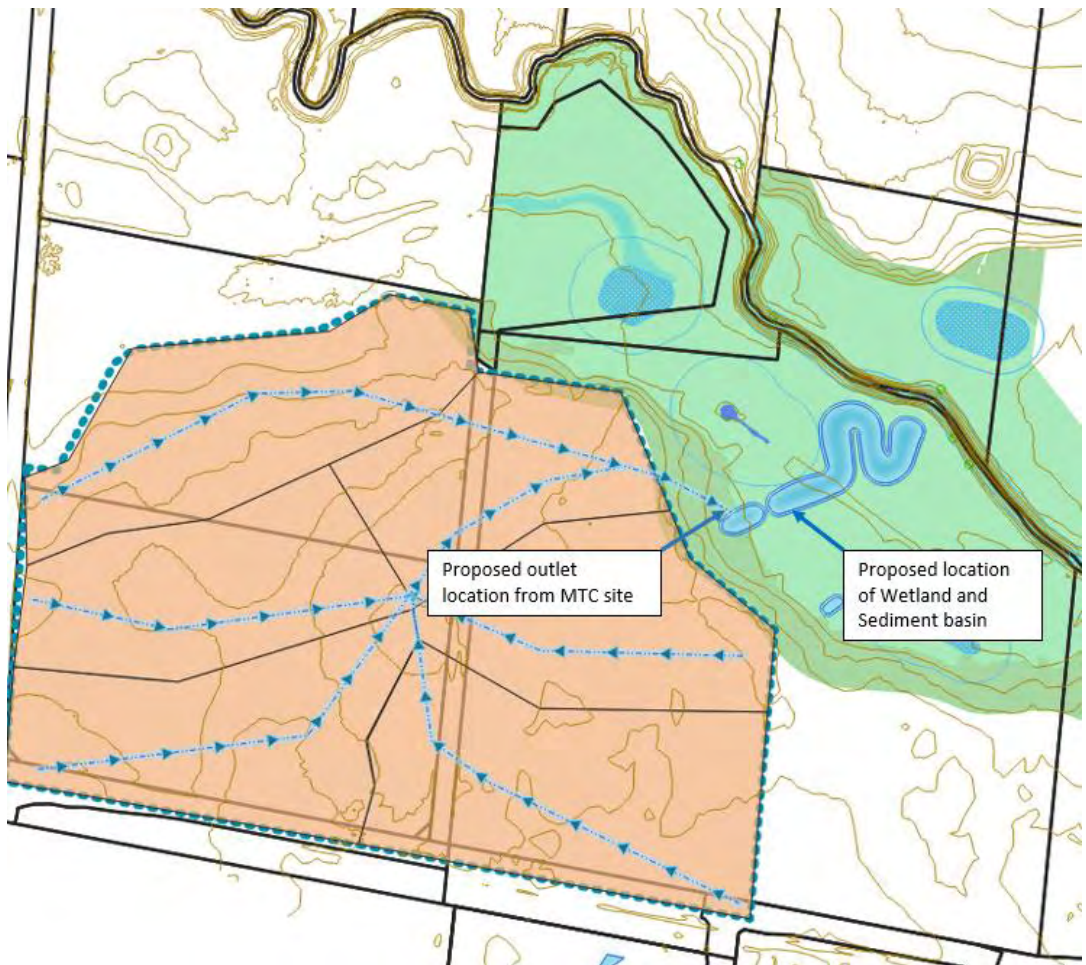 Proposed outlet
location from MTC site
Proposed location
of Wetland and
Sediment basin